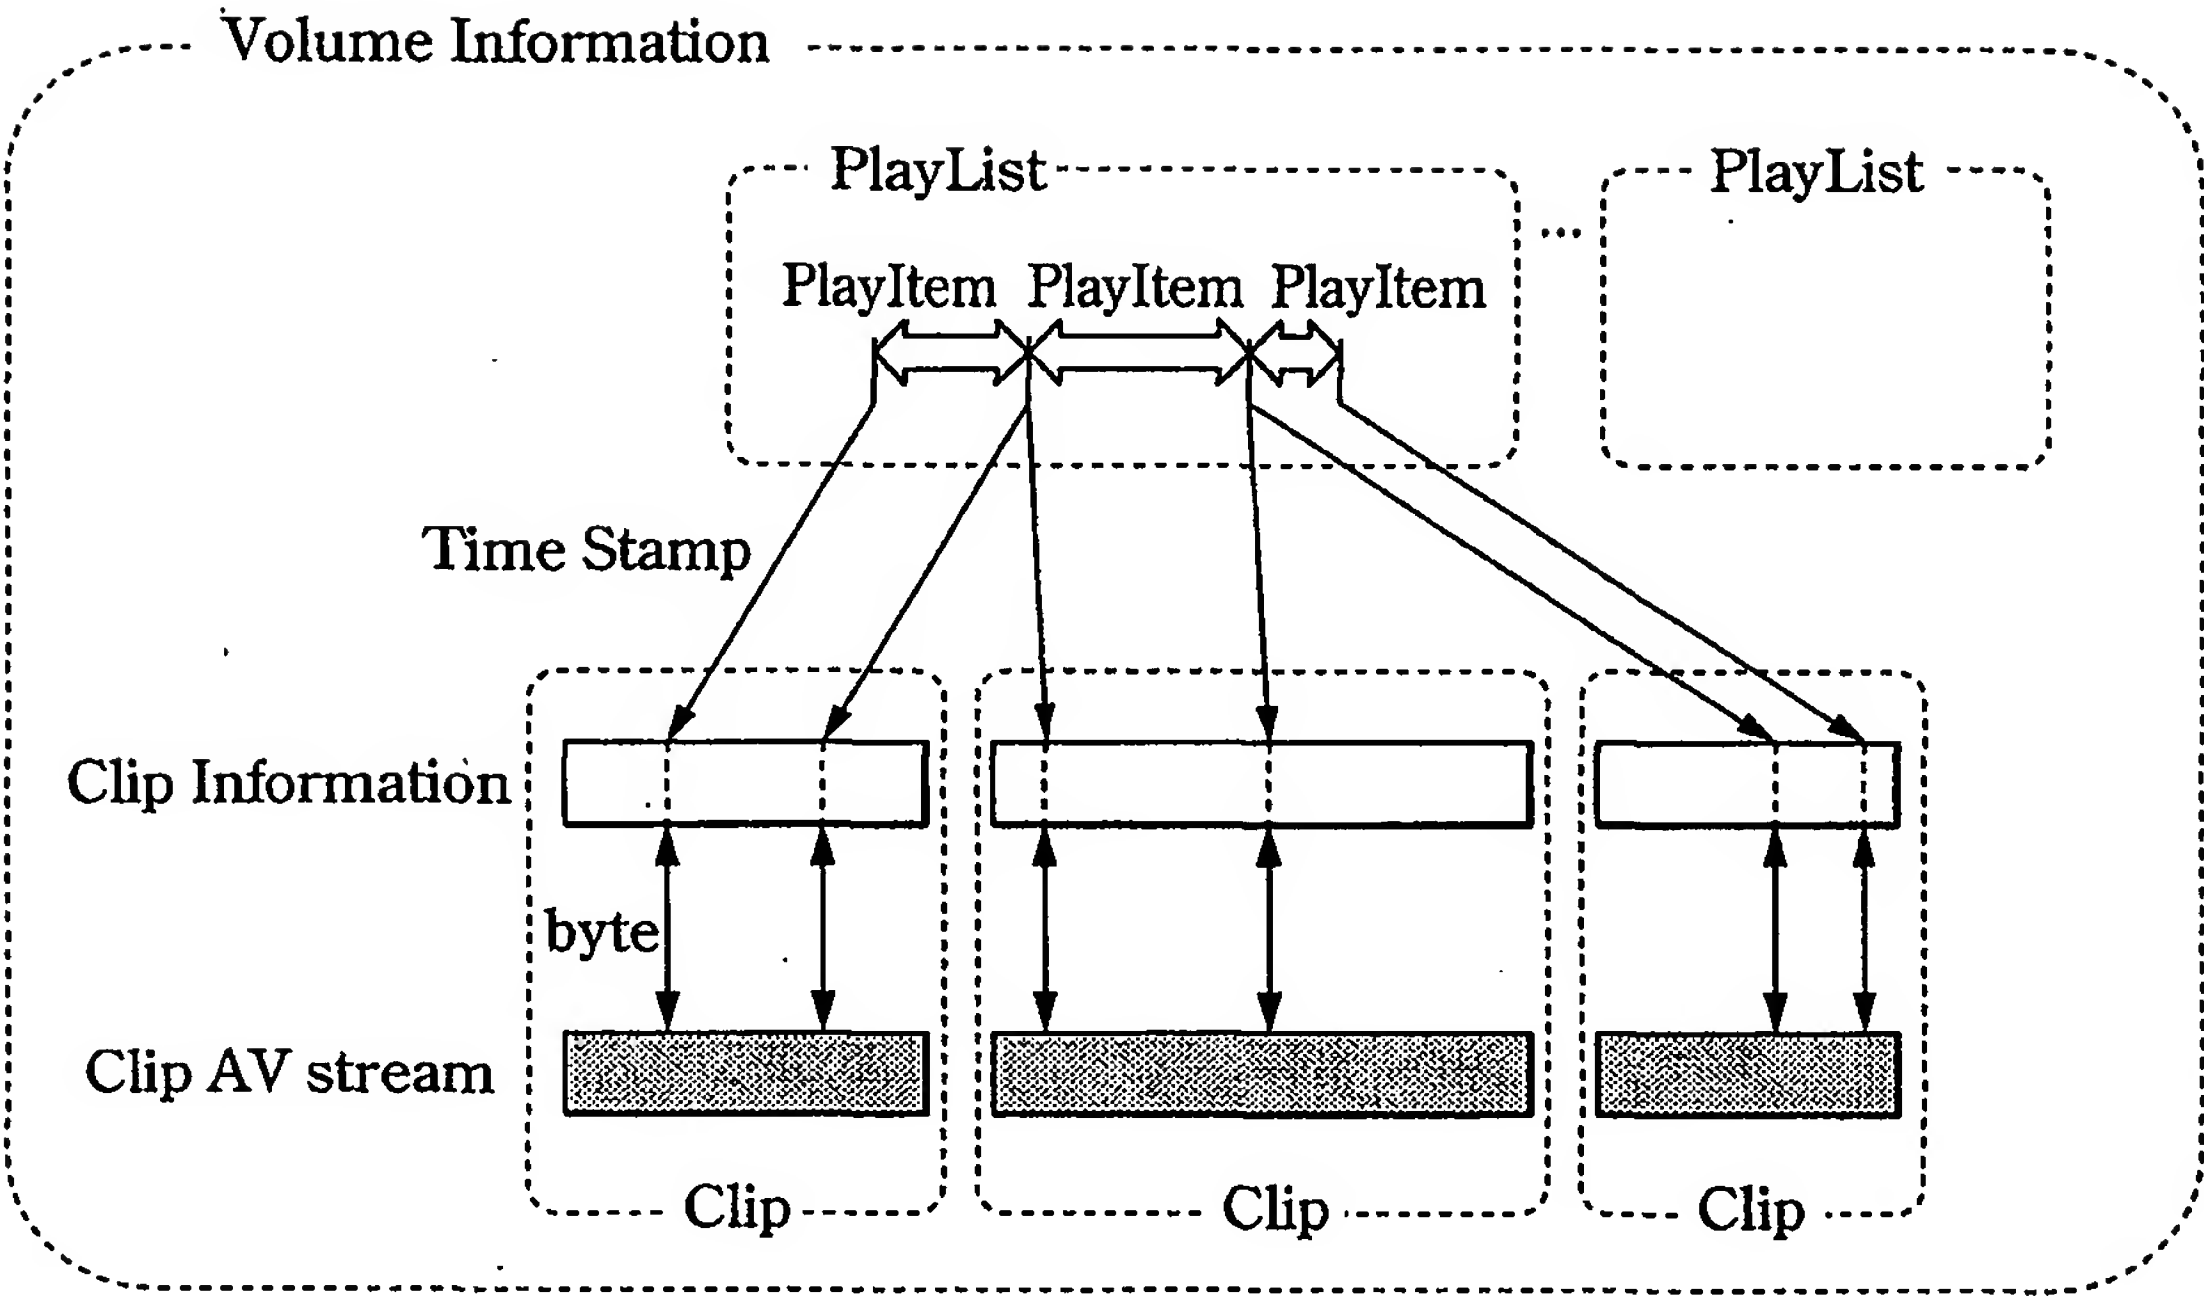 Volume Information
PlayList
PlayList
...
PlayItem PlayItem PlayItem
Time Stamp
Clip Information
byte
Clip AV stream
Clip
Clip
Clip